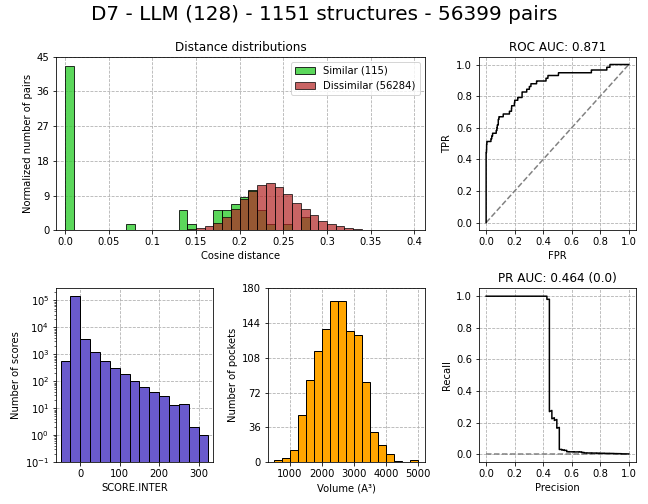 D7 - LLM (128) - 1151 structures - 56399 pairs
Distance distributions
Normalized number of pairs
45
36
27
18
9
0
Similar (115)
Dissimilar (56284)
0.0 0.05 0.1 0.15 0.2 0.25 0.3 0.35 0.4
Cosine distance
ROC AUC: 0.871
TPR
1.0
0.8
0.6
0.4
0.2
0.0
0.0 0.2 0.4 0.6 0.8 1.0
FPR
Number of scores
10⁵
10⁴
10³
10²
10¹
10⁰
10⁻¹
0 100 200 300
SCORE.INTER
Number of pockets
180
144
108
72
36
0
1000 2000 3000 4000 5000
Volume (A³)
PR AUC: 0.464 (0.0)
Recall
1.0
0.8
0.6
0.4
0.2
0.0
0.0 0.2 0.4 0.6 0.8 1.0
Precision